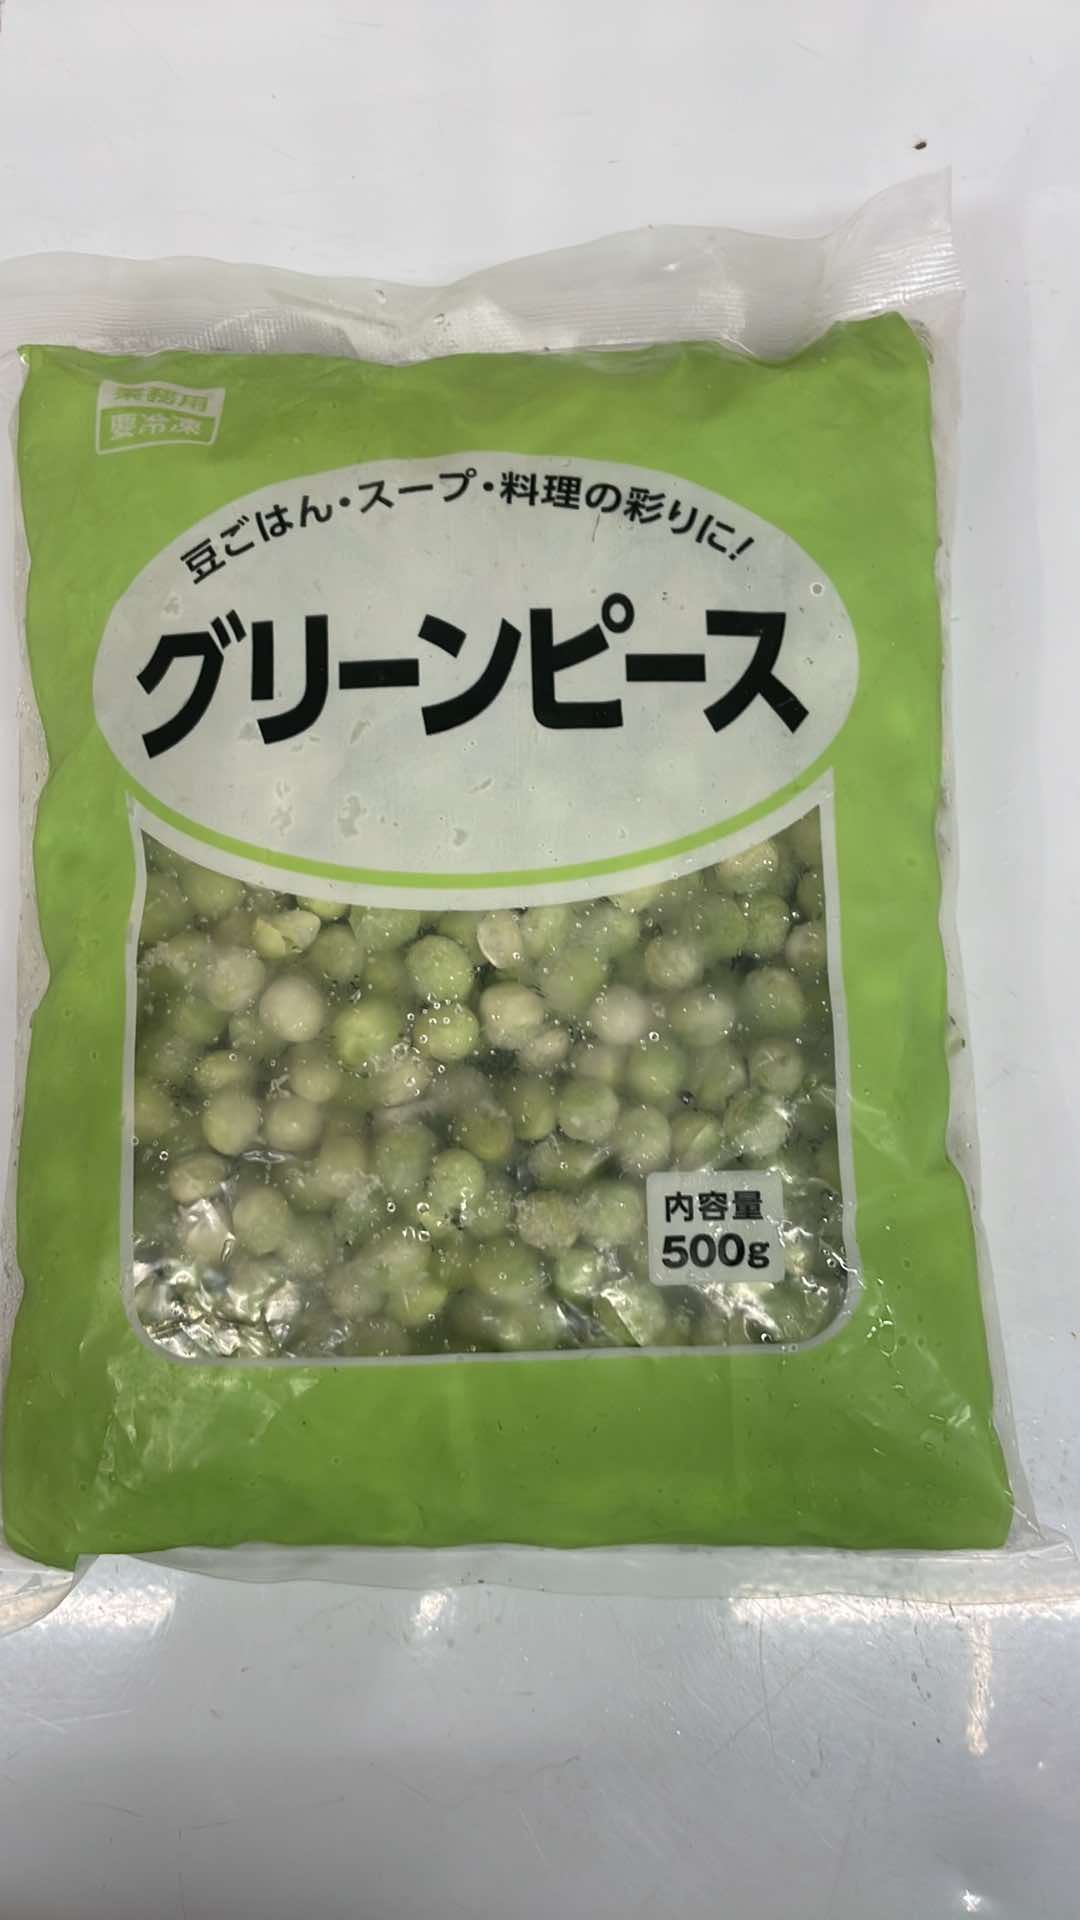 業務用
要冷凍
豆ごはん・スープ・料理の彩りに!
グリーンピース
内容量
500g